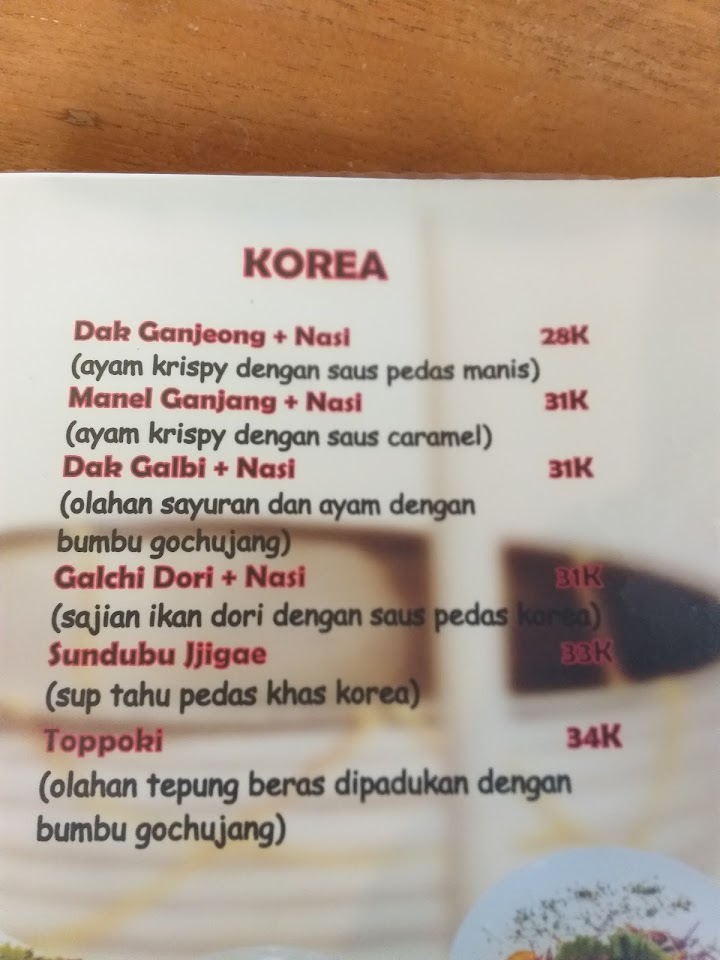 KOREA
Dak Ganjeong + Nasi 28K
(ayam krispy dengan saus pedas manis)
Manel Ganjang + Nasi 31K
(ayam krispy dengan saus caramel)
Dak Galbi + Nasi 31K
(olahan sayuran dan ayam dengan
bumbu gochujang)
Galchi Dori + Nasi 31K
(sajian ikan dori dengan saus pedas korea)
Sundubu Jjigae 33K
(sup tahu pedas khas korea)
Toppoki 34K
(olahan tepung beras dipadukan dengan
bumbu gochujang)